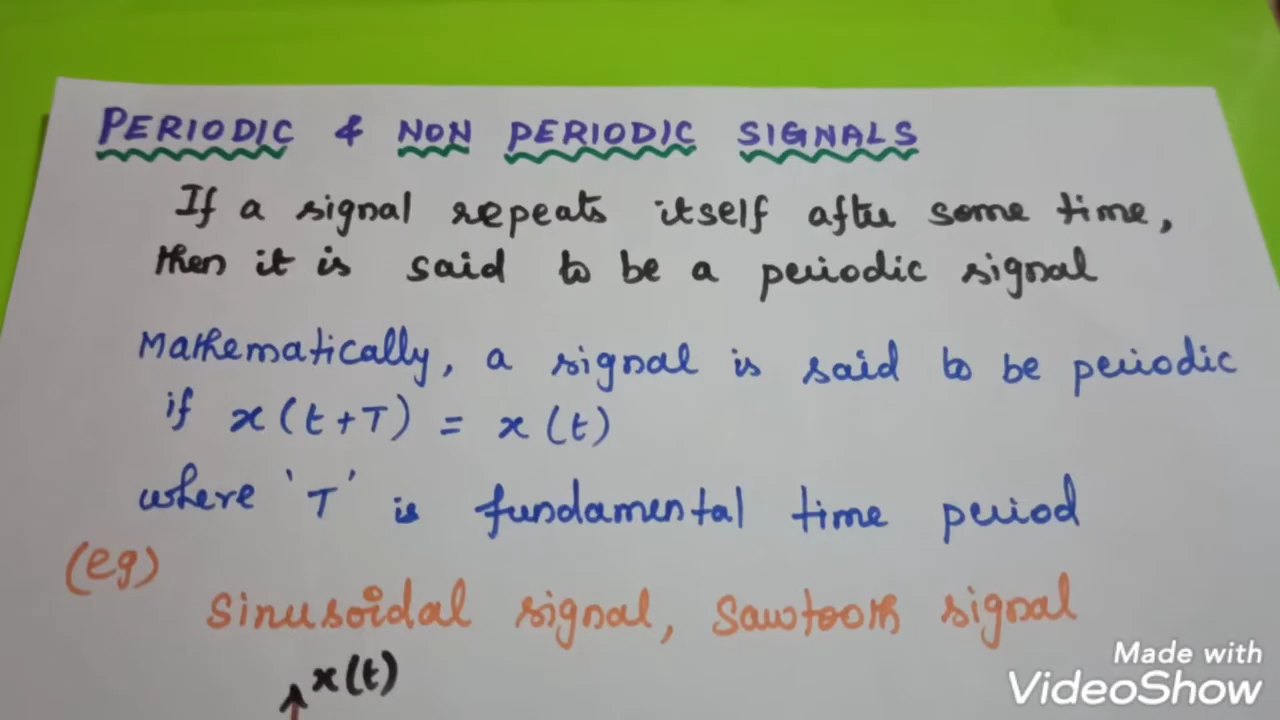 PERIODIC & NON PERIODIC SIGNALS
If a signal repeats itself after some time,
then it is said to be a periodic signal
Mathematically, a signal is said to be periodic
if x(t+T) = x(t)
where 'T' is fundamental time period
(eg)
Sinusoidal signal, Sawtooth signal
x(t)
Made with
VideoShow